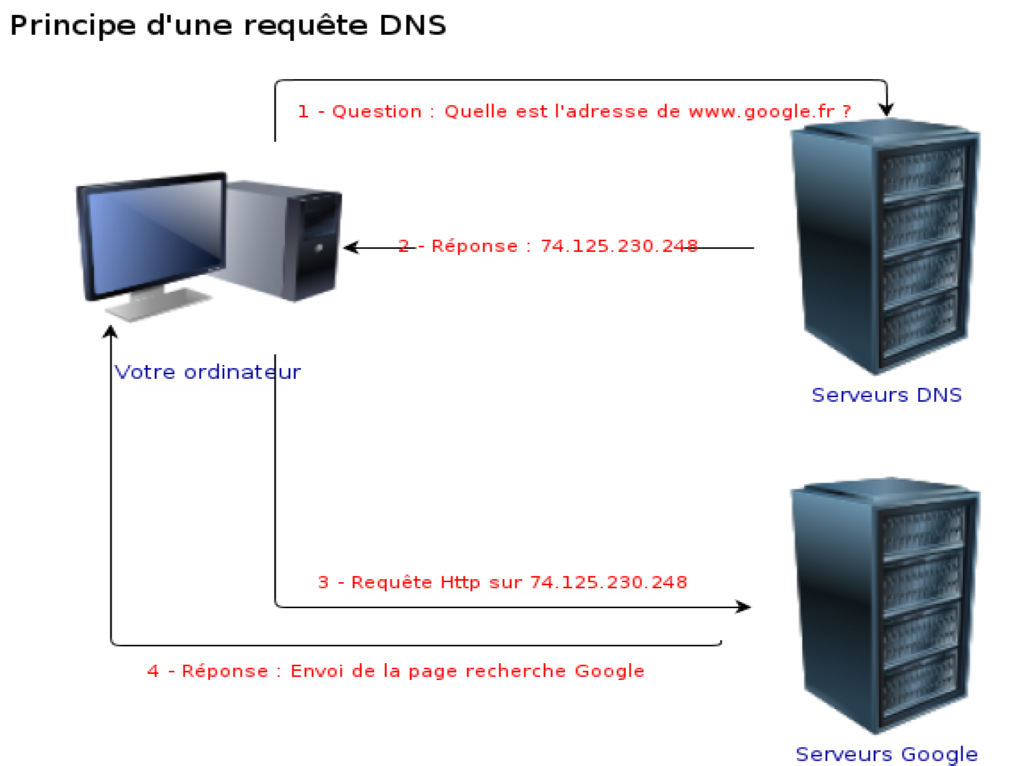 Principe d'une requête DNS
1 - Question : Quelle est l'adresse de www.google.fr ?
2 - Réponse : 74.125.230.248
Votre ordinateur
Serveurs DNS
3 - Requête Http sur 74.125.230.248
4 - Réponse : Envoi de la page recherche Google
Serveurs Google